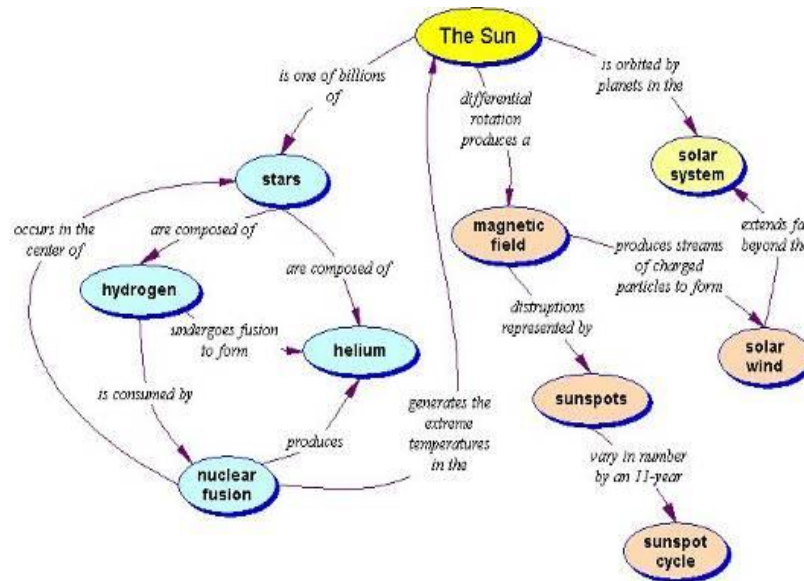 The Sun
is one of billions
of
differential
rotation
produces a
is orbited by
planets in the
stars
solar
system
occurs in the
center of
are composed of
magnetic
field
produces streams
of charged
particles to form
extends fa
beyond the
are composed of
hydrogen
undergoes fusion
to form
helium
distruptions
represented by
solar
wind
is consumed by
generates the
extreme
temperatures
in the
sunspots
produces
nuclear
fusion
vary in number
by an 11-year
sunspot
cycle